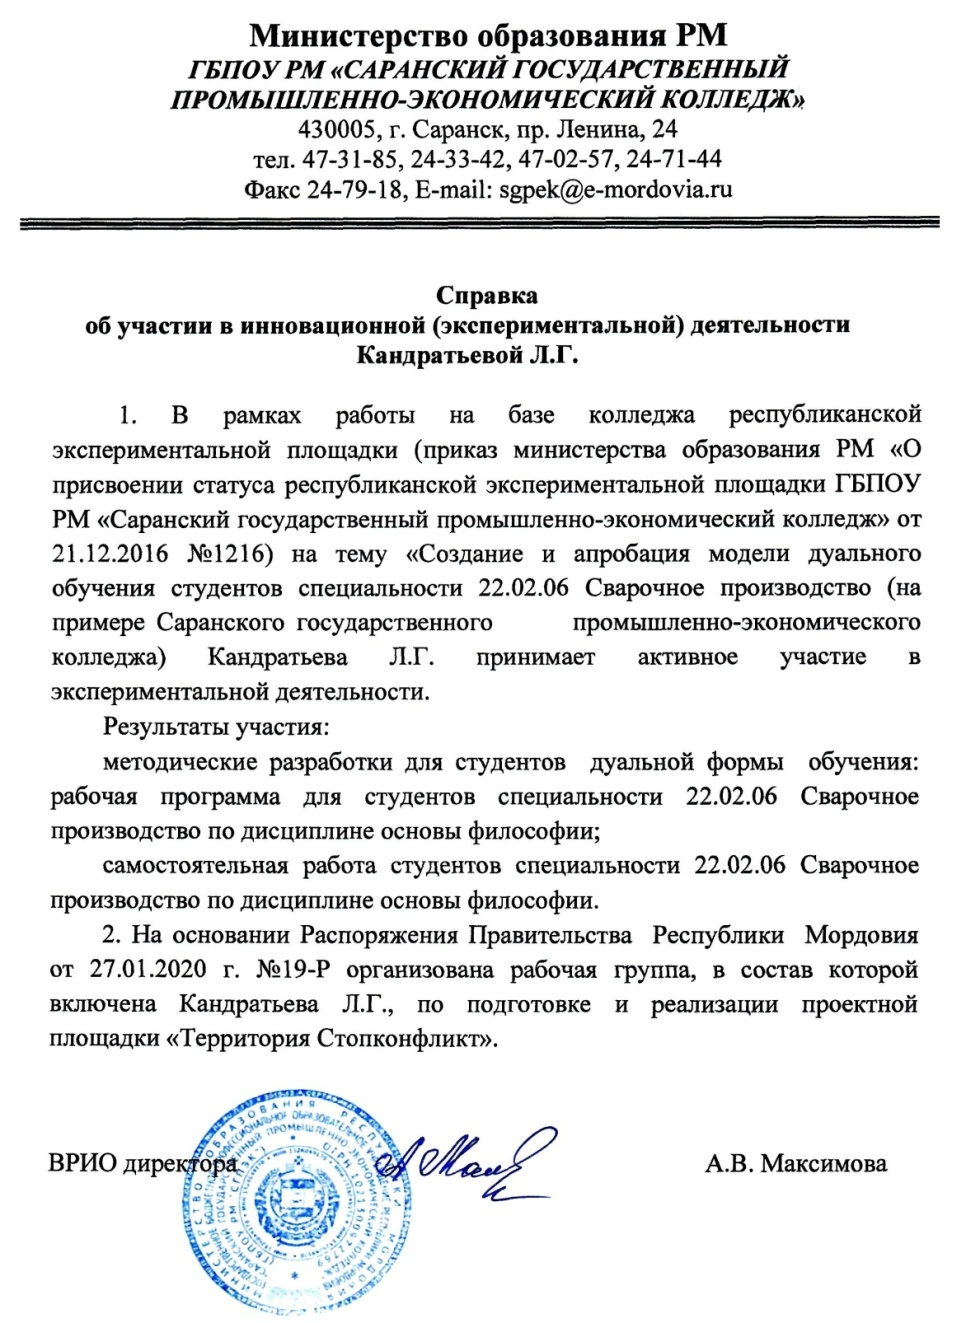 Министерство образования РМ
ГБПОУ РМ «САРАНСКИЙ ГОСУДАРСТВЕННЫЙ
ПРОМЫШЛЕННО-ЭКОНОМИЧЕСКИЙ КОЛЛЕДЖ»
430005, г. Саранск, пр. Ленина, 24
тел. 47-31-85, 24-33-42, 47-02-57, 24-71-44
Факс 24-79-18, E-mail: sgpek@e-mordovia.ru
Справка
об участии в инновационной (экспериментальной) деятельности
Кандратьевой Л.Г.
1. В рамках работы на базе колледжа республиканской
экспериментальной площадки (приказ министерства образования РМ «О
присвоении статуса республиканской экспериментальной площадки ГБПОУ
РМ «Саранский государственный промышленно-экономический колледж» от
21.12.2016 №1216) на тему «Создание и апробация модели дуального
обучения студентов специальности 22.02.06 Сварочное производство (на
примере Саранского государственного промышленно-экономического
колледжа) Кандратьева Л.Г. принимает активное участие в
экспериментальной деятельности.
Результаты участия:
методические разработки для студентов дуальной формы обучения:
рабочая программа для студентов специальности 22.02.06 Сварочное
производство по дисциплине основы философии;
самостоятельная работа студентов специальности 22.02.06 Сварочное
производство по дисциплине основы философии.
2. На основании Распоряжения Правительства Республики Мордовия
от 27.01.2020 г. №19-Р организована рабочая группа, в состав которой
включена Кандратьева Л.Г., по подготовке и реализации проектной
площадки «Территория Стопконфликт».
ВРИО директора
А.В. Максимова